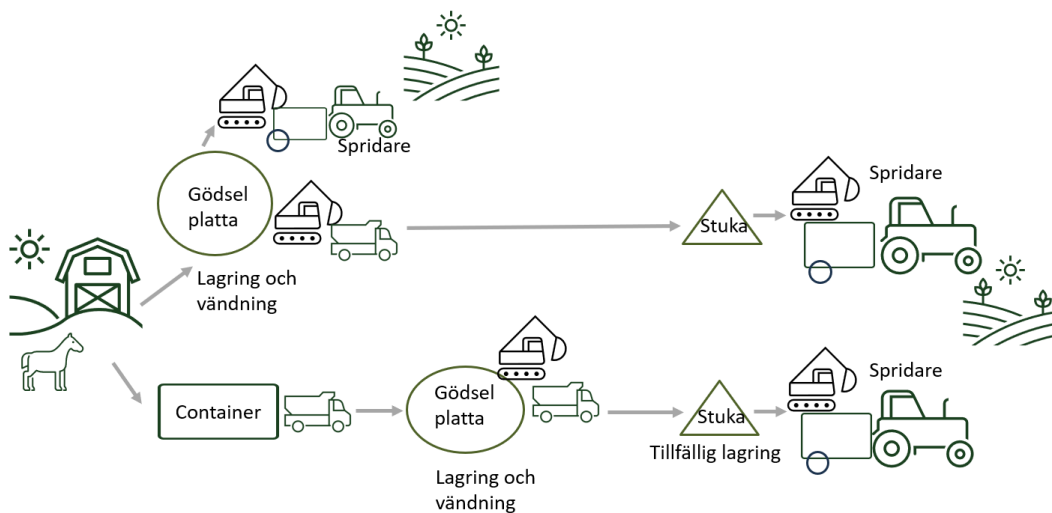 Spridare
Gödsel
platta
Lagring och
vändning
Stuka
Spridare
Container
Gödsel
platta
Lagring och
vändning
Stuka
Tillfällig lagring
Spridare